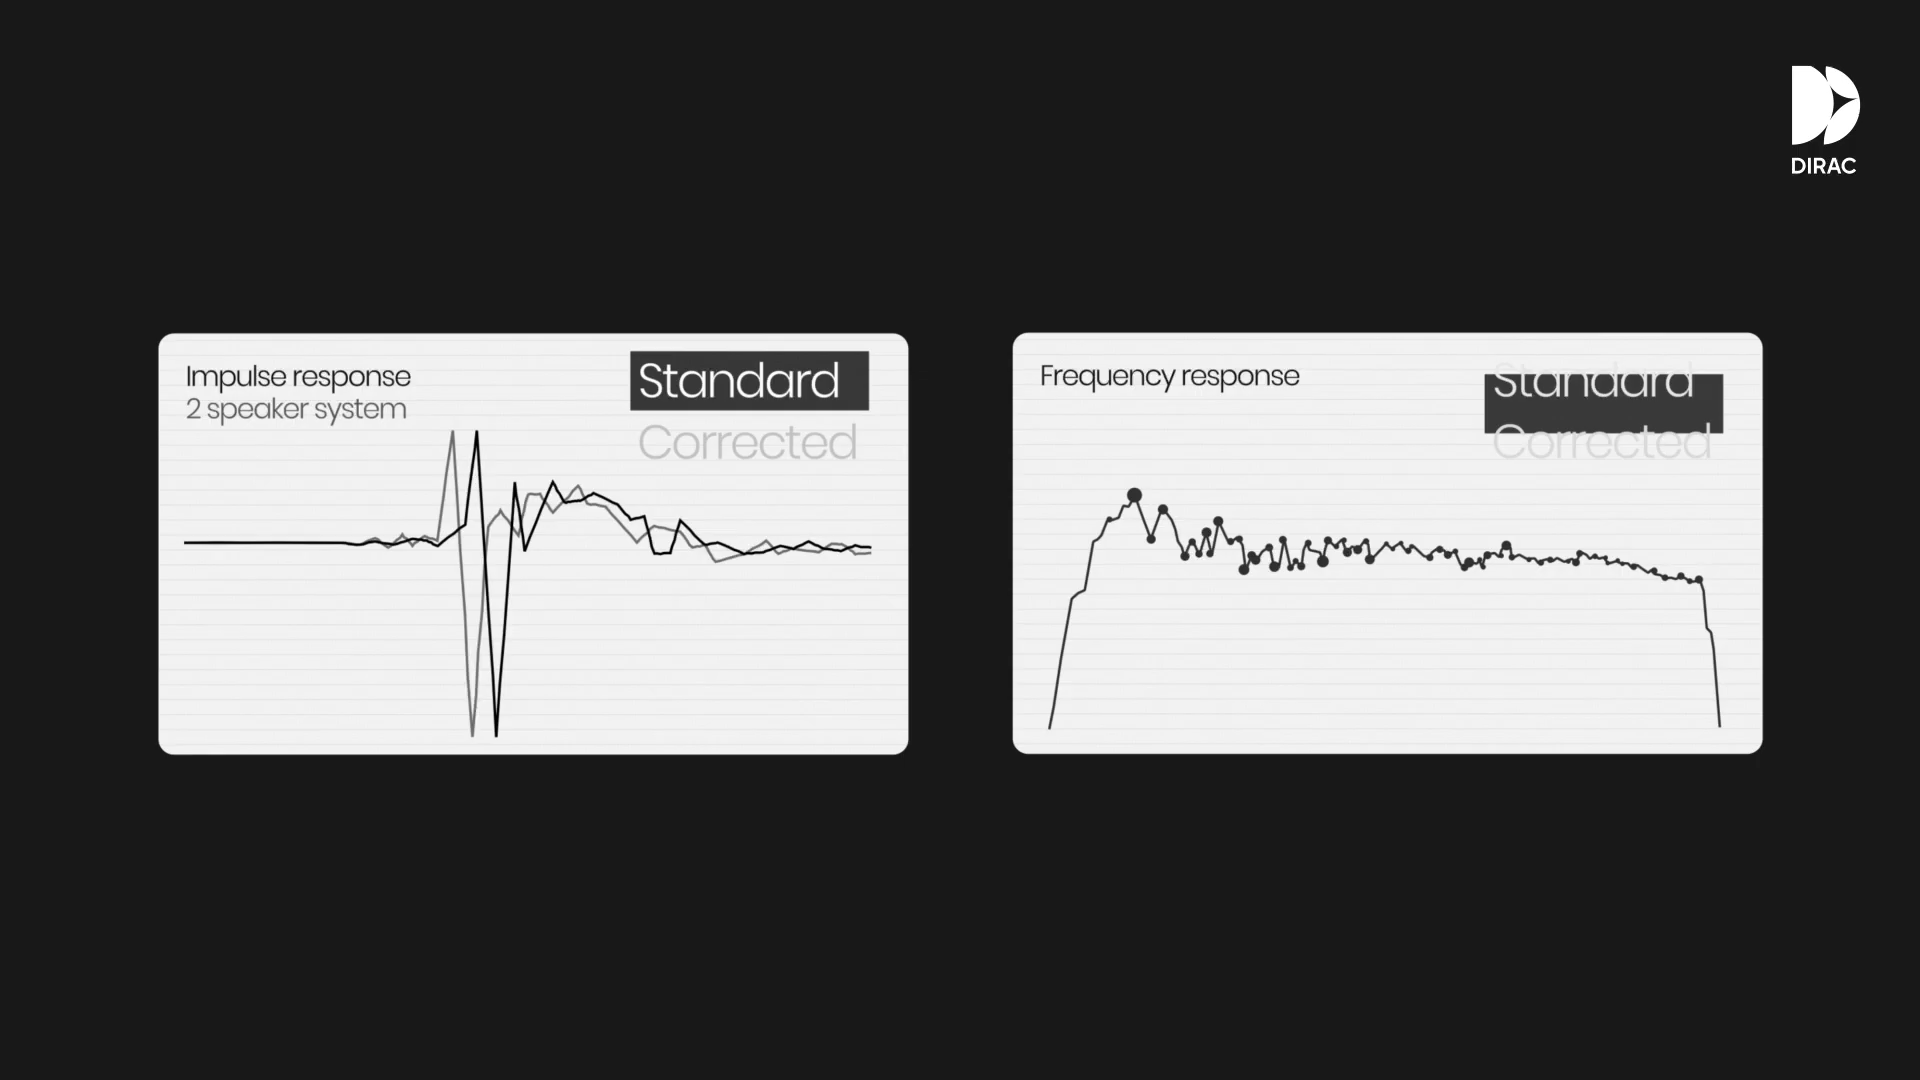 DIRAC
Impulse response
2 speaker system
Standard
Corrected
Frequency response
Standard
Corrected